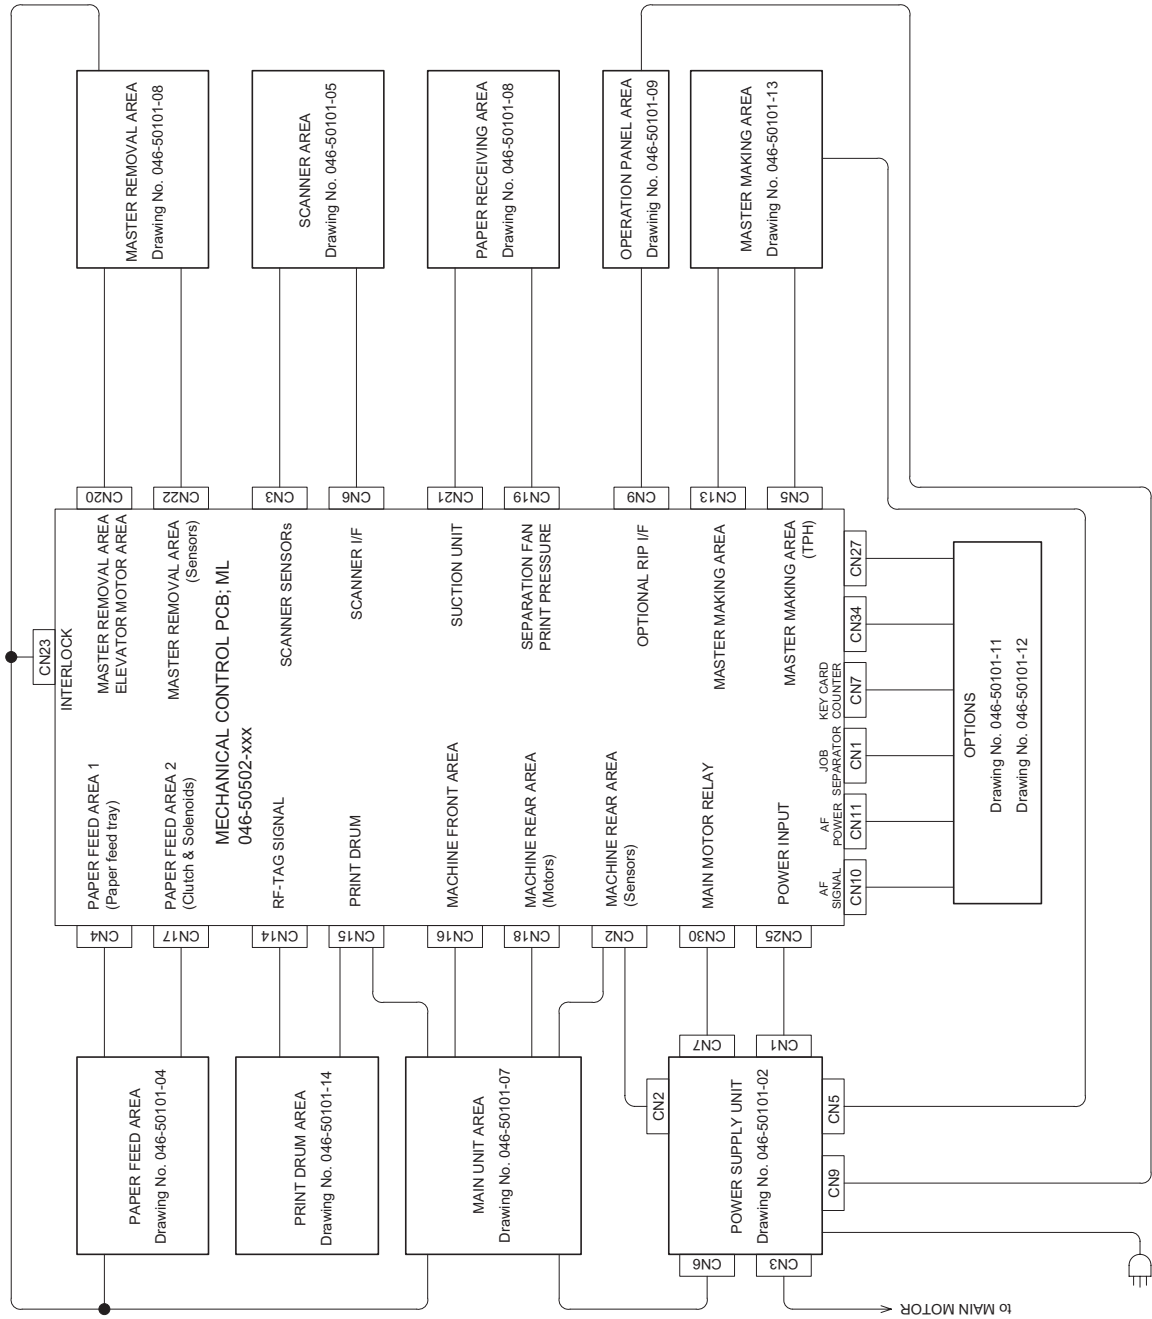 MASTER REMOVAL AREA
Drawing No. 046-50101-08
SCANNER AREA
Drawing No. 046-50101-05
PAPER RECEIVING AREA
Drawing No. 046-50101-08
OPERATION PANEL AREA
Drawinig No. 046-50101-09
MASTER MAKING AREA
Drawing No. 046-50101-13
CN20
CN22
CN3
CN6
CN21
CN19
CN9
CN13
CN5
CN23
INTERLOCK
MASTER REMOVAL AREA
ELEVATOR MOTOR AREA
MASTER REMOVAL AREA
(Sensors)
SCANNER SENSORs
SCANNER I/F
SUCTION UNIT
SEPARATION FAN
PRINT PRESSURE
OPTIONAL RIP I/F
MASTER MAKING AREA
MASTER MAKING AREA
(TPH)
MECHANICAL CONTROL PCB; ML
046-50502-xxx
PAPER FEED AREA 1
(Paper feed tray)
PAPER FEED AREA 2
(Clutch & Solenoids)
RF-TAG SIGNAL
PRINT DRUM
MACHINE FRONT AREA
MACHINE REAR AREA
(Motors)
MACHINE REAR AREA
(Sensors)
MAIN MOTOR RELAY
POWER INPUT
AF
SIGNAL
AF
POWER
JOB
SEPARATOR
KEY CARD
COUNTER
CN10
CN11
CN1
CN7
CN34
CN27
OPTIONS
Drawing No. 046-50101-11
Drawing No. 046-50101-12
CN4
CN17
CN14
CN15
CN16
CN18
CN2
CN30
CN25
PAPER FEED AREA
Drawing No. 046-50101-04
PRINT DRUM AREA
Drawing No. 046-50101-14
MAIN UNIT AREA
Drawing No. 046-50101-07
CN7
CN1
CN2
POWER SUPPLY UNIT
Drawing No. 046-50101-02
CN5
CN9
CN6
CN3
to MAIN MOTOR